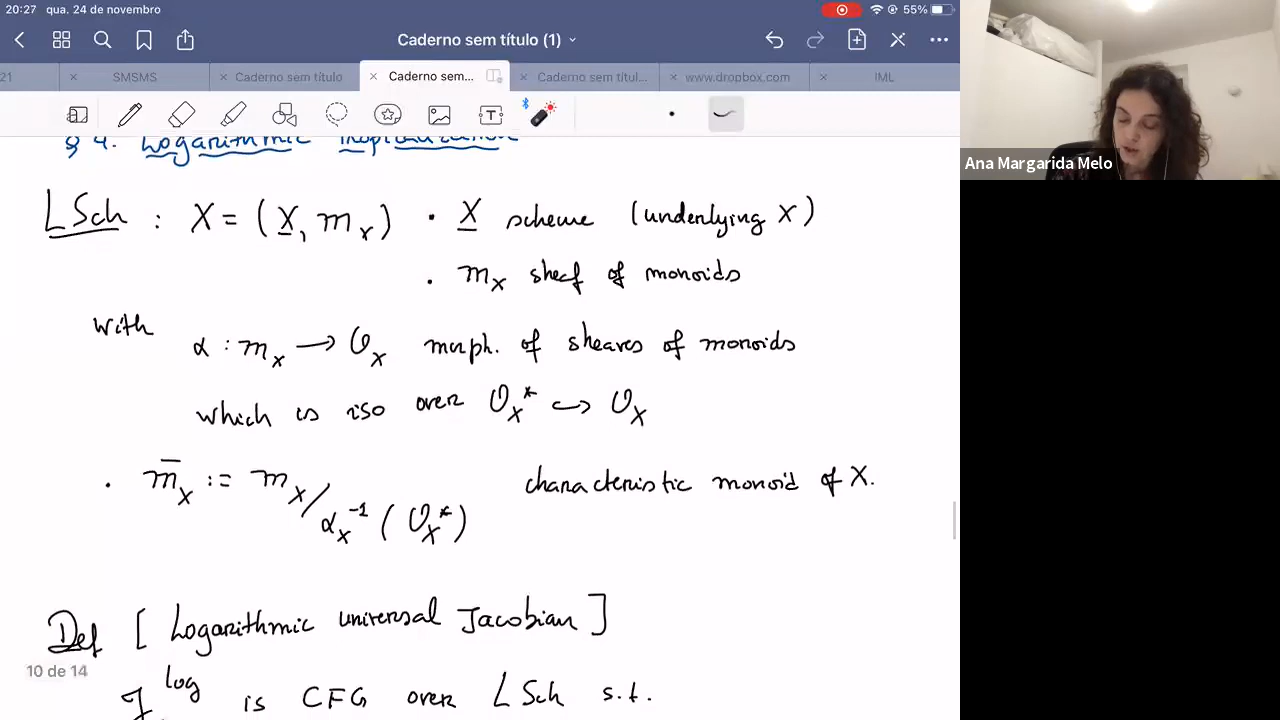 20:27 qua. 24 de novembro
55%
Caderno sem título (1)
21
SMSMS
Caderno sem título
Caderno sem...
Caderno sem títul...
www.dropbox.com
IML
Ana Margarida Melo
§ 4. Logarithmic Tropicalization
LSch : X = (X, m_X) • X scheme (underlying X)
• m_X sheaf of monoids
with
α : m_X → O_X morph. of sheaves of monoids
which is iso over O_X^* ↪ O_X
• m̄_X := m_X / α_X^{-1} (O_X^*) characteristic monoid of X.
Def [Logarithmic universal Jacobian]
10 de 14
log is CFG over LSch s.t.